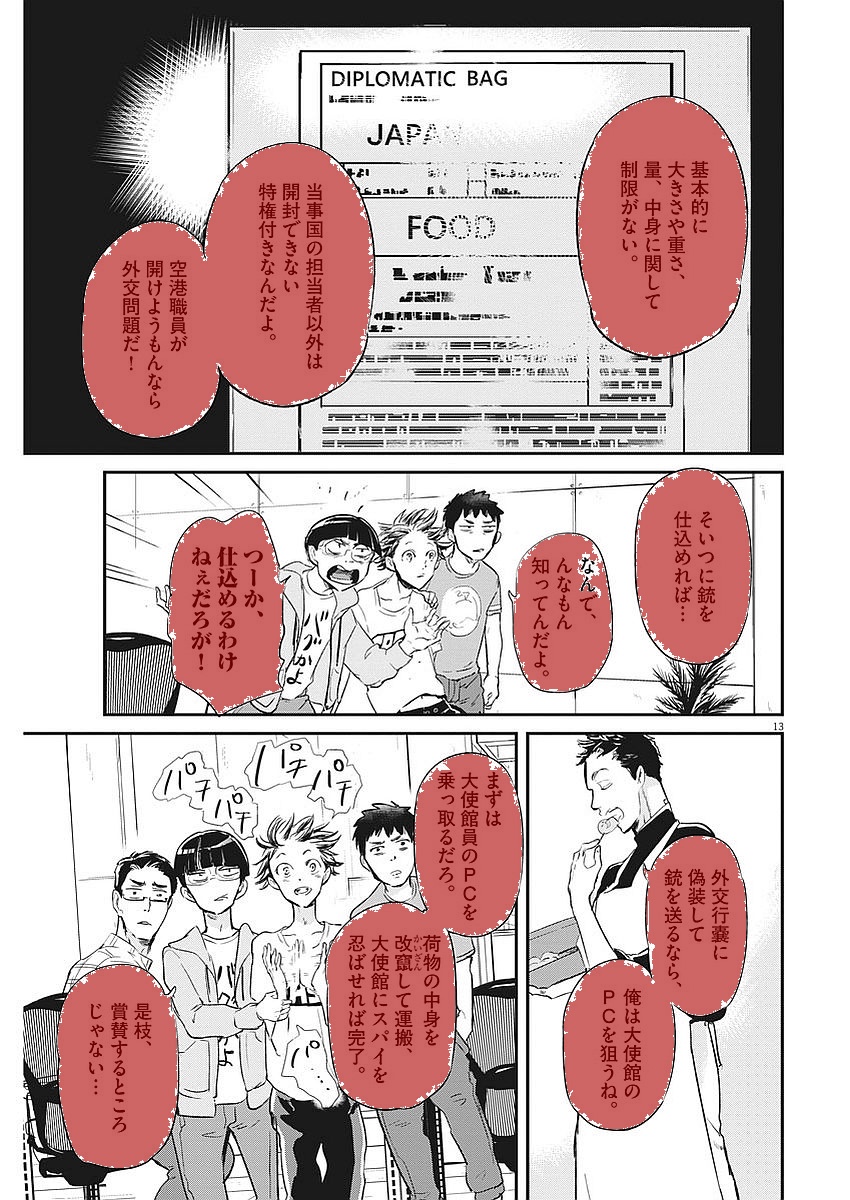 DIPLOMATIC BAG
JAPAN
FOOD
基本的に
大きさや重さ、
量、中身に関して
制限がない。
当事国の担当者以外は
開封できない
特権付きなんだよ。
空港職員が
開けようもんなら
外交問題だ！
そいつに銃を
仕込めれば…
なんて、
んなもん
知ってんだよ。
つーか、
仕込めるわけ
ねぇだろが！
バカかよ
13
外交行嚢に
偽装して
銃を送るなら、
俺は大使館の
PCを狙うね。
まずは
大使館員のPCを
乗っ取るだろ。
荷物の中身を
改竄して運搬、
かいざん
大使館にスパイを
忍ばせれば完了。
パチ
パチ
パチ
パチ
是枝、
賞賛するところ
じゃない…